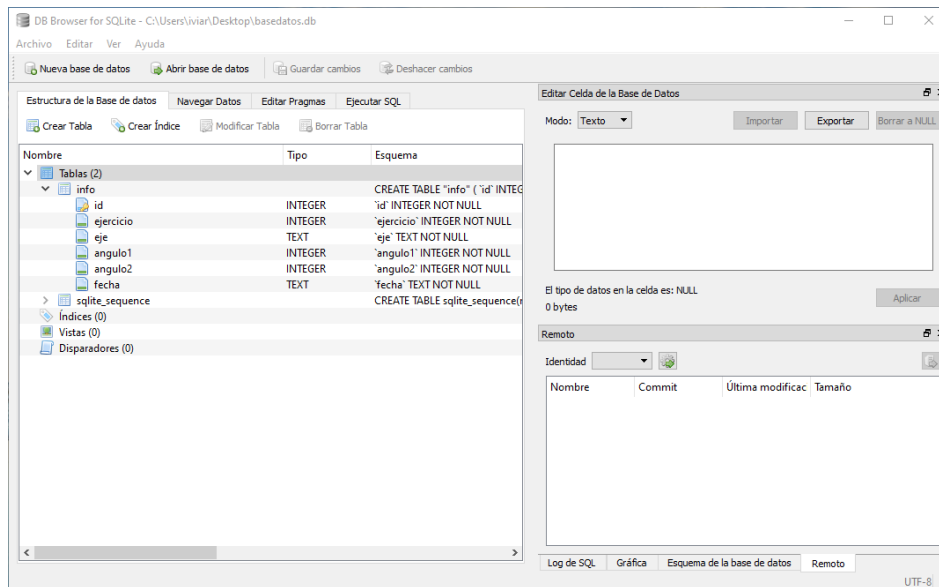 DB Browser for SQLite - C:\Users\iviar\Desktop\basedatos.db
Archivo Editar Ver Ayuda
Nueva base de datos Abrir base de datos Guardar cambios Deshacer cambios
Estructura de la Base de datos Navegar Datos Editar Pragmas Ejecutar SQL
Crear Tabla Crear Índice Modificar Tabla Borrar Tabla
Nombre Tipo Esquema
Tablas (2)
info CREATE TABLE "info" ( `id` INTEG
id INTEGER `id` INTEGER NOT NULL
ejercicio INTEGER `ejercicio` INTEGER NOT NULL
eje TEXT `eje` TEXT NOT NULL
angulo1 INTEGER `angulo1` INTEGER NOT NULL
angulo2 INTEGER `angulo2` INTEGER NOT NULL
fecha TEXT `fecha` TEXT NOT NULL
sqlite_sequence CREATE TABLE sqlite_sequence(r
Índices (0)
Vistas (0)
Disparadores (0)
Editar Celda de la Base de Datos
Modo: Texto Importar Exportar Borrar a NULL
El tipo de datos en la celda es: NULL
0 bytes
Aplicar
Remoto
Identidad
Nombre Commit Última modificac Tamaño
Log de SQL Gráfica Esquema de la base de datos Remoto
UTF-8